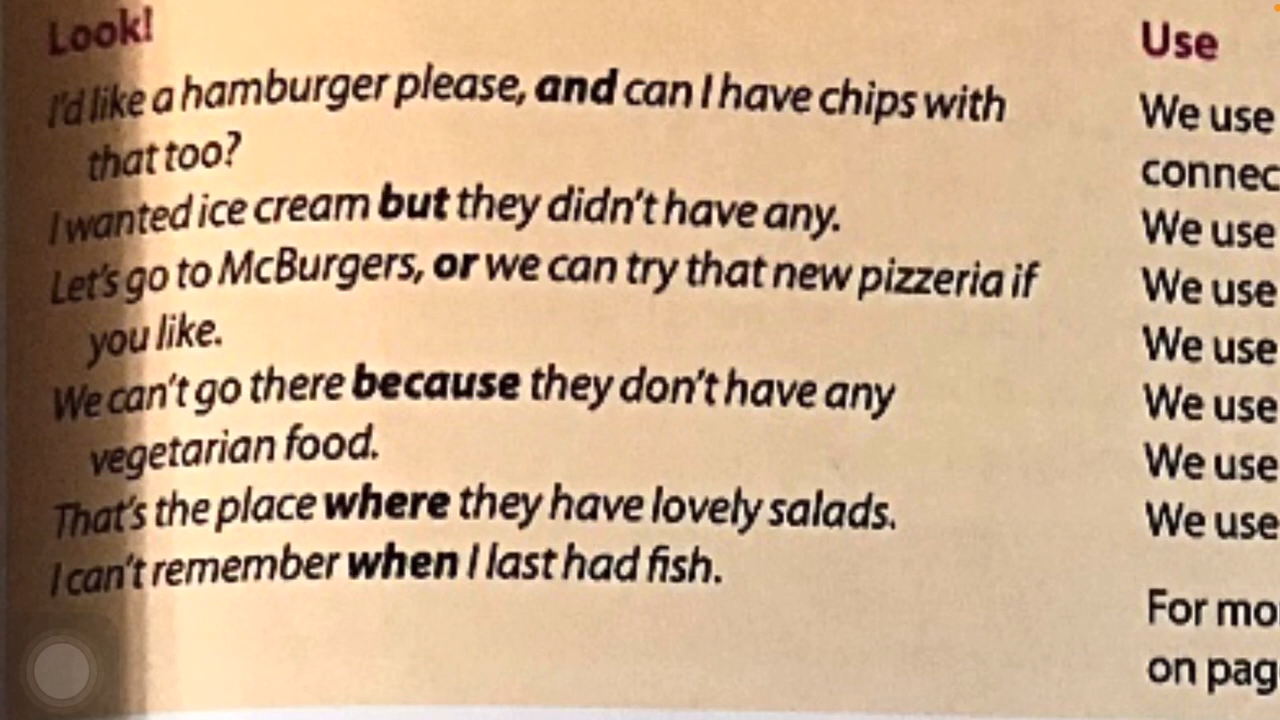 Look!
I'd like a hamburger please, and can I have chips with
that too?
I wanted ice cream but they didn't have any.
Let's go to McBurgers, or we can try that new pizzeria if
you like.
We can't go there because they don't have any
vegetarian food.
That's the place where they have lovely salads.
I can't remember when I last had fish.
Use
We use
connec
We use
We use
We use
We use
We use
We use
For mo
on pag